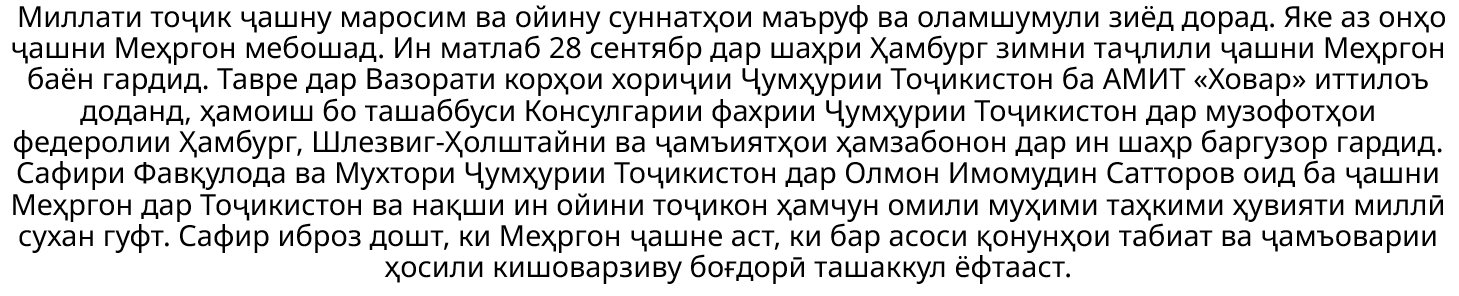 Миллати тоҷик ҷашну маросим ва ойину суннатҳои маъруф ва оламшумули зиёд дорад. Яке аз онҳо
ҷашни Меҳргон мебошад. Ин матлаб 28 сентябр дар шаҳри Ҳамбург зимни таҷлили ҷашни Меҳргон
баён гардид. Тавре дар Вазорати корҳои хориҷии Ҷумҳурии Тоҷикистон ба АМИТ «Ховар» иттилоъ
доданд, ҳамоиш бо ташаббуси Консулгарии фахрии Ҷумҳурии Тоҷикистон дар музофотҳои
федеролии Ҳамбург, Шлезвиг-Ҳолштайни ва ҷамъиятҳои ҳамзабонон дар ин шаҳр баргузор гардид.
Сафири Фавқулода ва Мухтори Ҷумҳурии Тоҷикистон дар Олмон Имомудин Сатторов оид ба ҷашни
Меҳргон дар Тоҷикистон ва нақши ин ойини тоҷикон ҳамчун омили муҳими таҳкими ҳувияти миллӣ
сухан гуфт. Сафир иброз дошт, ки Меҳргон ҷашне аст, ки бар асоси қонунҳои табиат ва ҷамъоварии
ҳосили кишоварзиву боғдорӣ ташаккул ёфтааст.